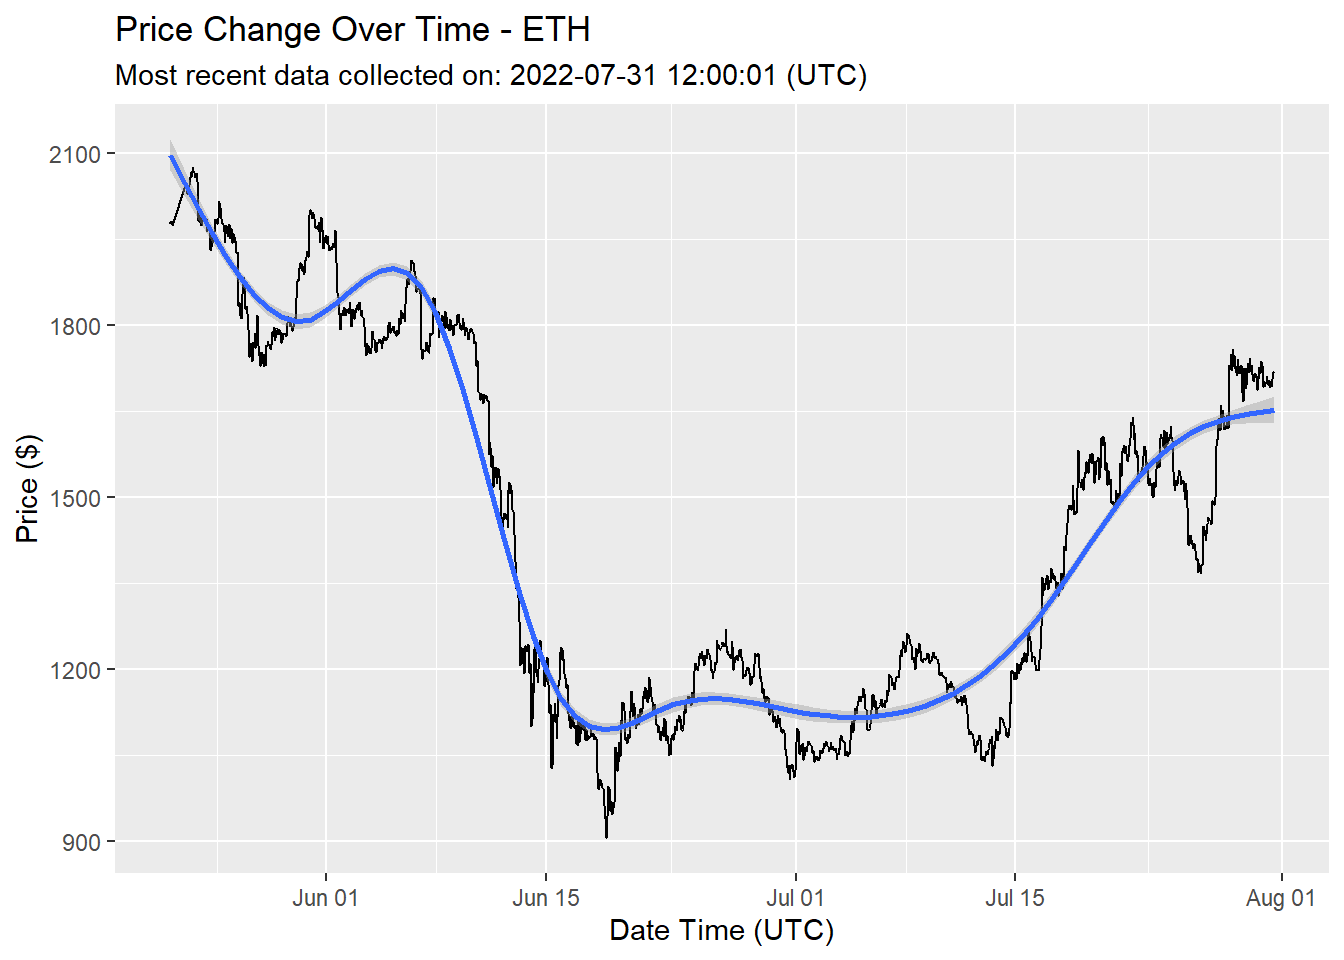 Price Change Over Time - ETH
Most recent data collected on: 2022-07-31 12:00:01 (UTC)
Price ($)
2100
1800
1500
1200
900
Jun 01
Jun 15
Jul 01
Jul 15
Aug 01
Date Time (UTC)